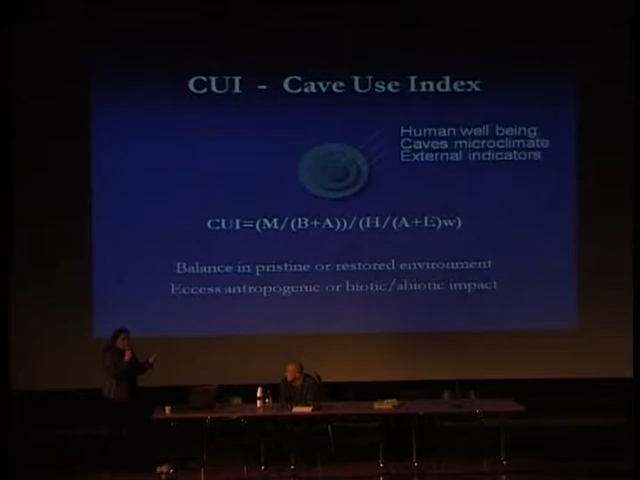 CUI - Cave Use Index
Human well being
Caves microclimate
External indicators
CUI=(M/(B+A))/(H/(A+E)w)
Balance in pristine or restored environment
Eccess antropogenic or biotic/abiotic impact